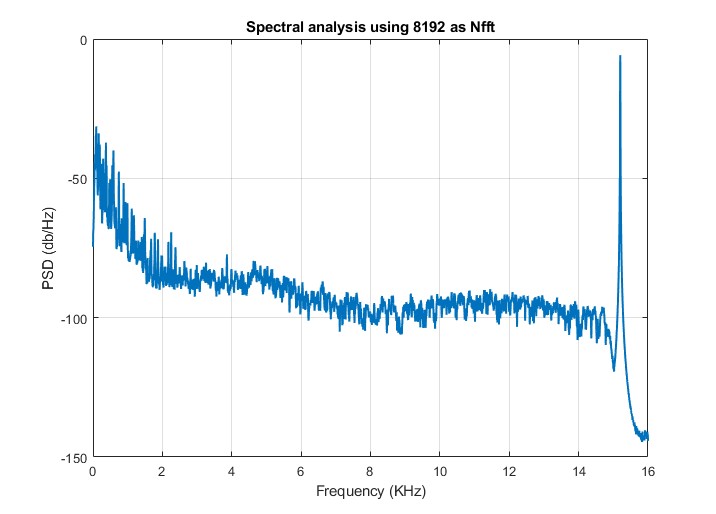 Spectral analysis using 8192 as Nfft
0
-50
-100
-150
PSD (db/Hz)
0 2 4 6 8 10 12 14 16
Frequency (KHz)